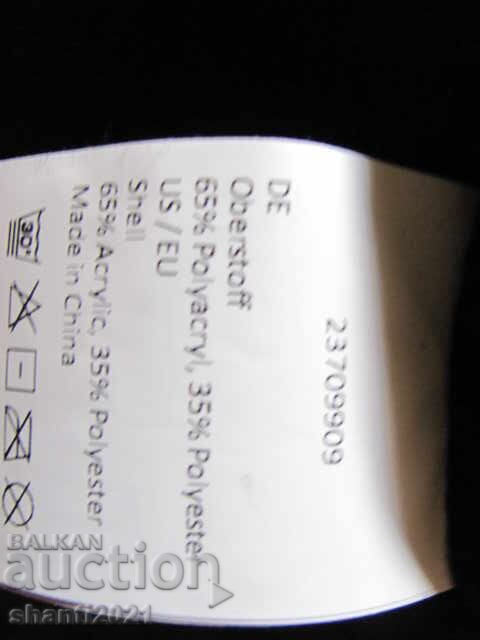 23709909
DE
Oberstoff
65% Polyacryl, 35% Polyester
US / EU
Shell
65% Acrylic, 35% Polyester
Made in China
30°
BALKAN
auction
shanti2021